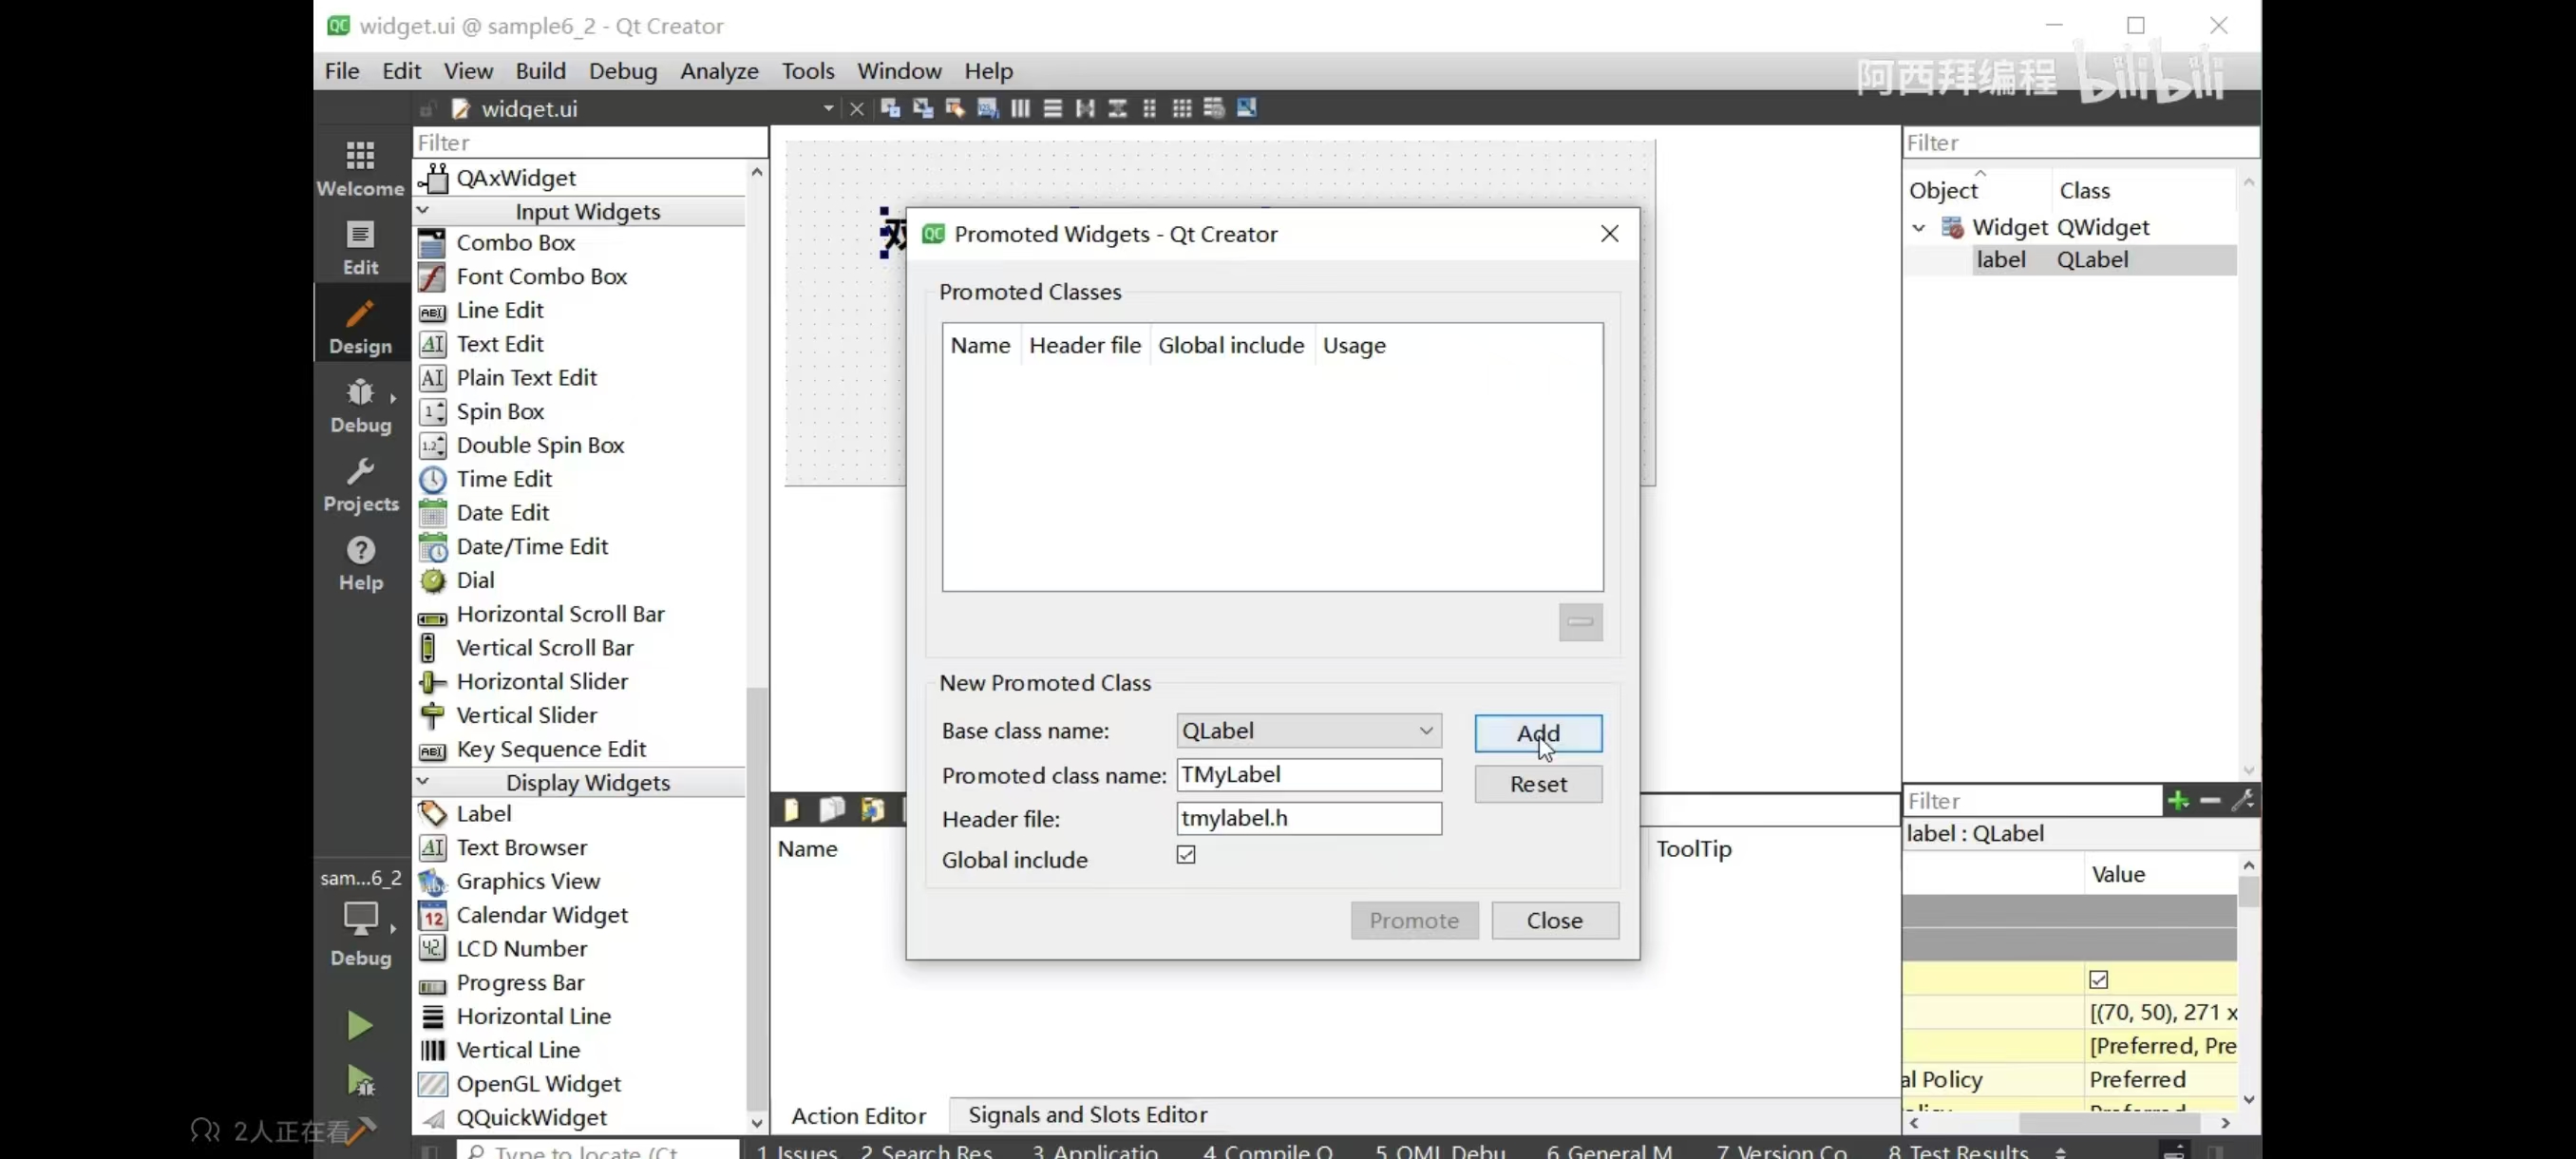 widget.ui @ sample6_2 - Qt Creator
File Edit View Build Debug Analyze Tools Window Help
阿西拜编程 bilibili
widget.ui
Filter
QAxWidget
Input Widgets
Combo Box
Font Combo Box
Line Edit
Text Edit
Plain Text Edit
Spin Box
Double Spin Box
Time Edit
Date Edit
Date/Time Edit
Dial
Horizontal Scroll Bar
Vertical Scroll Bar
Horizontal Slider
Vertical Slider
Key Sequence Edit
Display Widgets
Label
Text Browser
Graphics View
Calendar Widget
LCD Number
Progress Bar
Horizontal Line
Vertical Line
OpenGL Widget
QQuickWidget
Welcome
Edit
Design
Debug
Projects
Help
sam...6_2
Debug
2人正在看
Promoted Widgets - Qt Creator
Promoted Classes
Name Header file Global include Usage
New Promoted Class
Base class name: QLabel Add
Promoted class name: TMyLabel Reset
Header file: tmylabel.h
Global include
Promote Close
Name ToolTip
Action Editor Signals and Slots Editor
Filter
Object Class
Widget QWidget
label QLabel
Filter
label : QLabel
Value
[(70, 50), 271 x
[Preferred, Pre
al Policy Preferred
Type to locate (Ct
1 Issues 2 Search Res 3 Applicatio 4 Compile O 5 QML Debu 6 General M 7 Version Co 8 Test Results